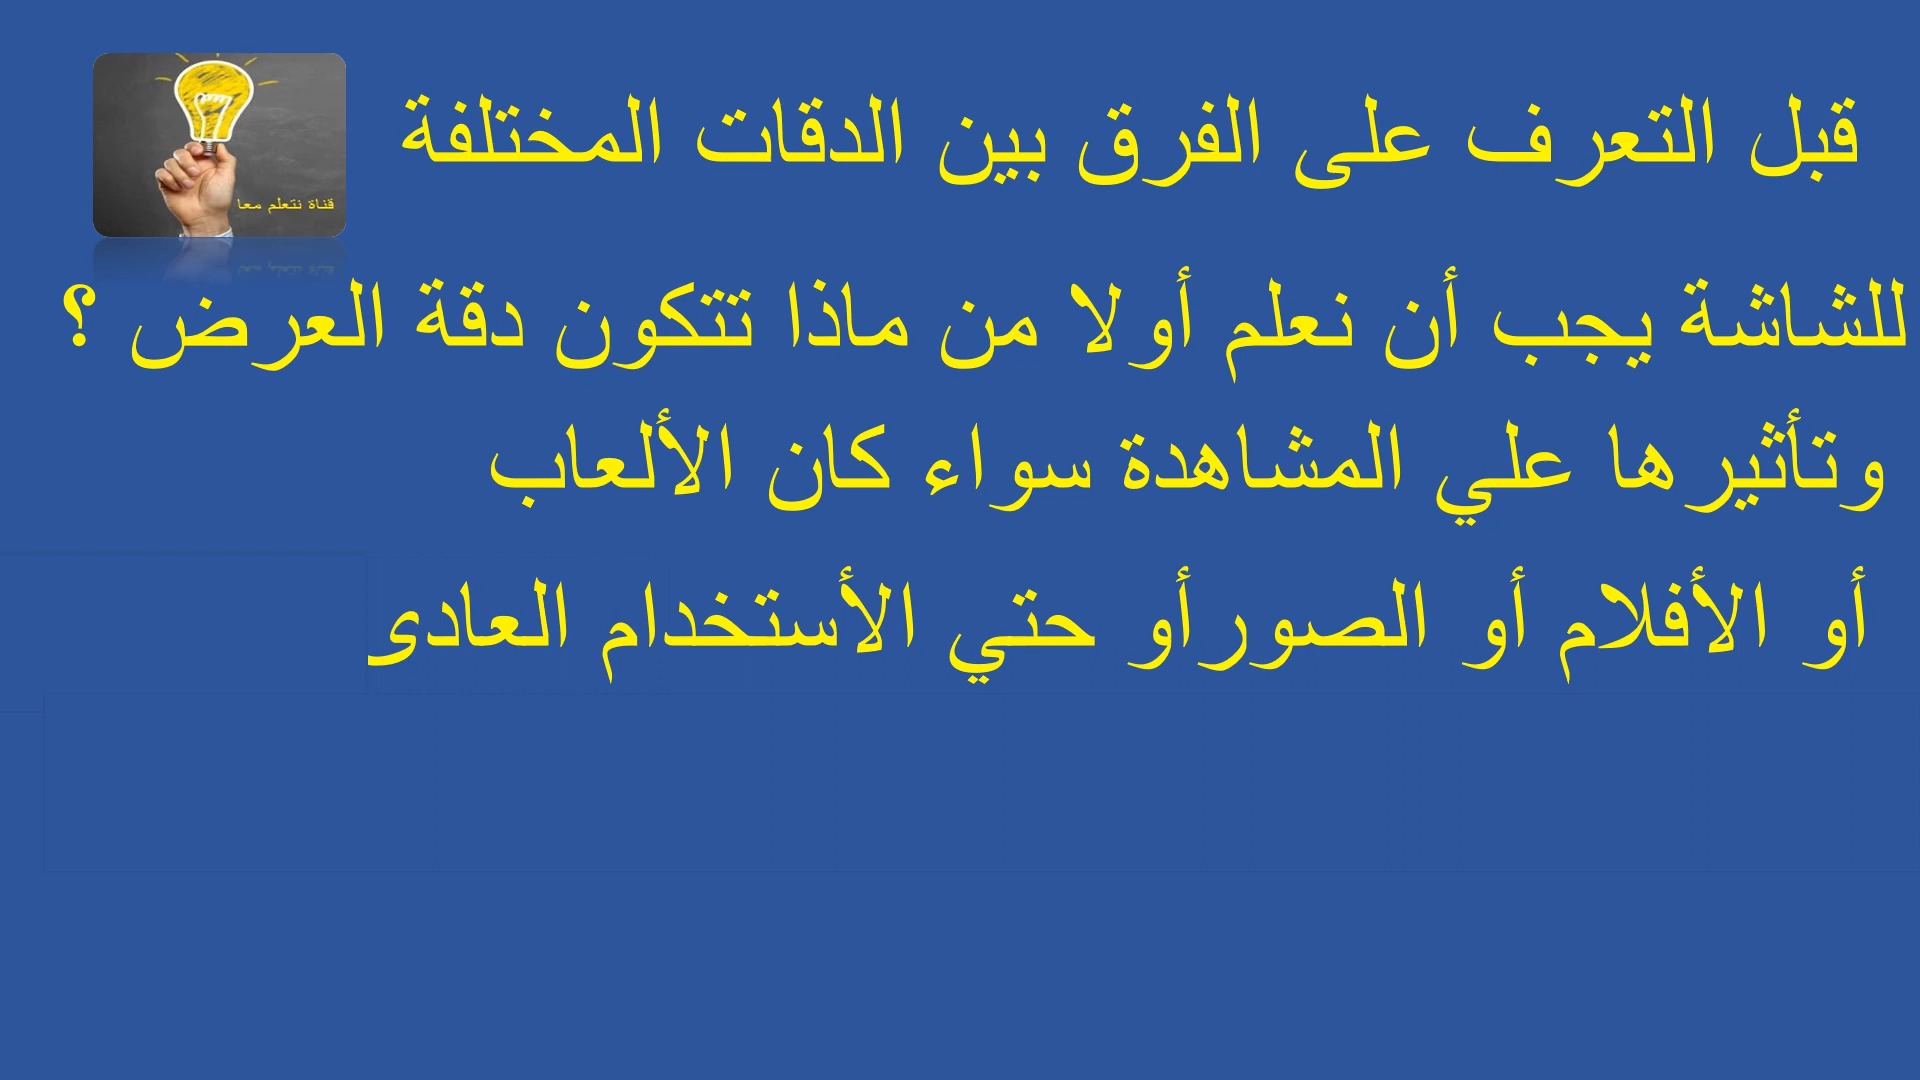 قبل التعرف على الفرق بين الدقات المختلفة
قناة نتعلم معا
للشاشة يجب أن نعلم أولا من ماذا تتكون دقة العرض ؟
وتأثيرها علي المشاهدة سواء كان الألعاب
أو الأفلام أو الصورأو حتي الأستخدام العادى